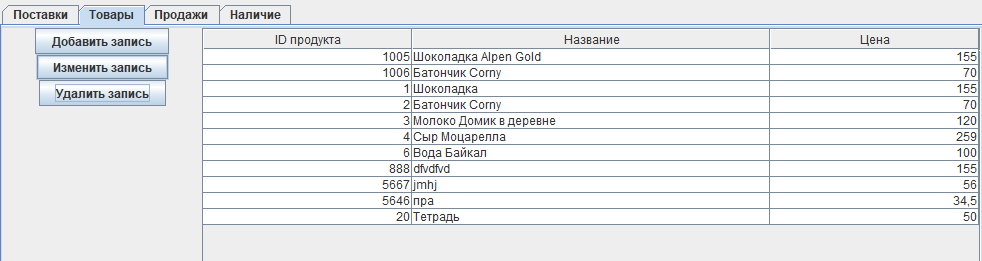 Поставки Товары Продажи Наличие
Добавить запись
Изменить запись
Удалить запись
ID продукта Название Цена
1005 Шоколадка Alpen Gold 155
1006 Батончик Corny 70
1 Шоколадка 155
2 Батончик Corny 70
3 Молоко Домик в деревне 120
4 Сыр Моцарелла 259
6 Вода Байкал 100
888 dfvdfvd 155
5667 jmhj 56
5646 пра 34,5
20 Тетрадь 50